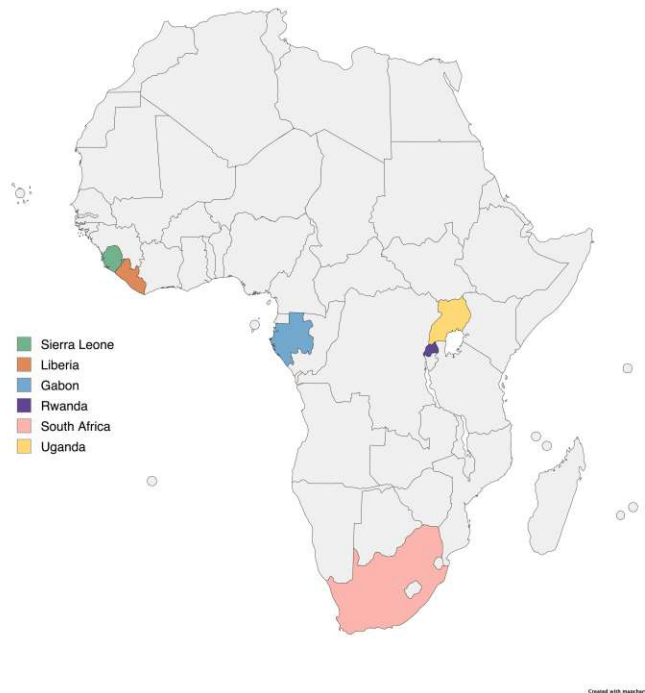 Sierra Leone
Liberia
Gabon
Rwanda
South Africa
Uganda
Created with mapchart